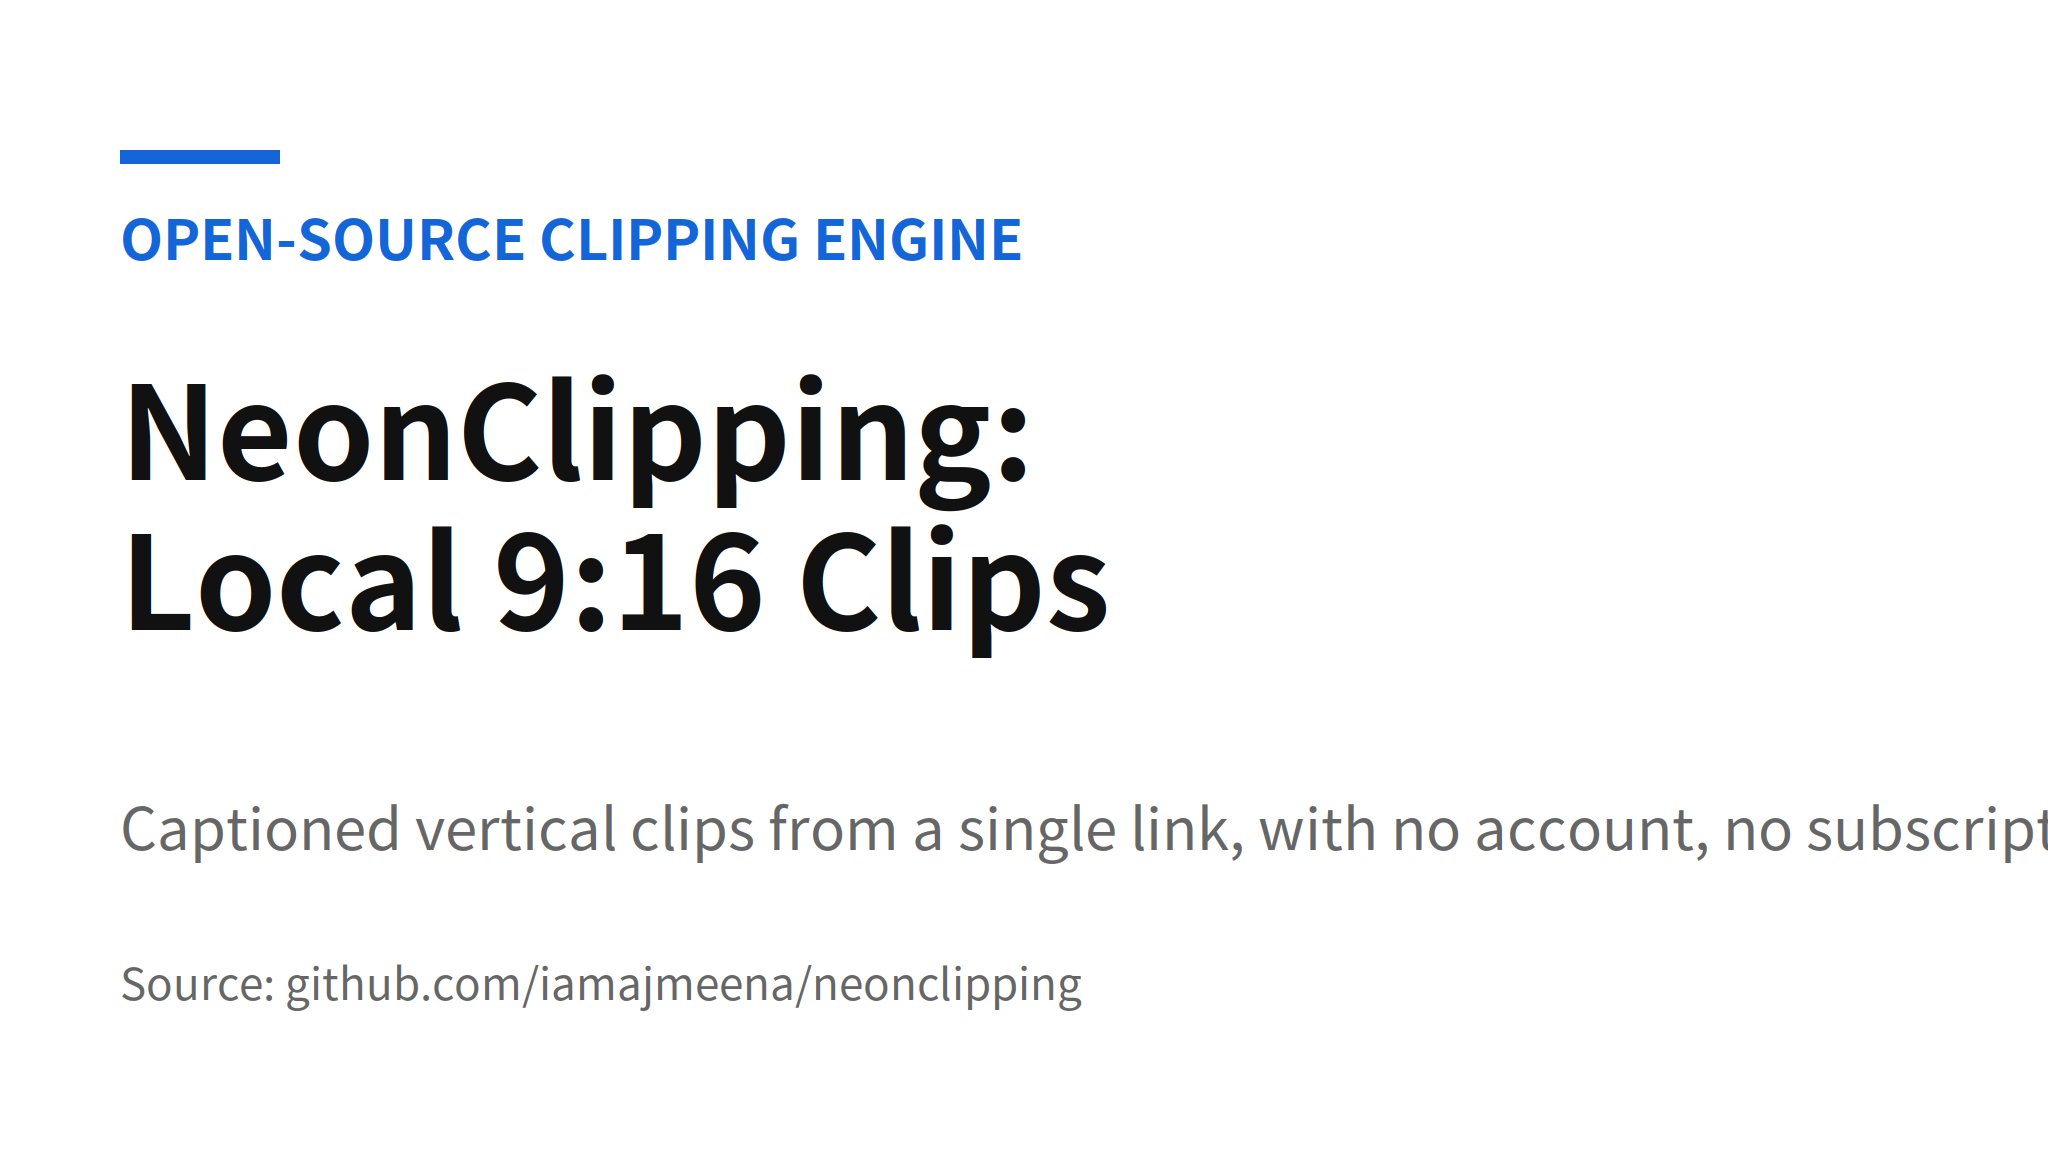 OPEN-SOURCE CLIPPING ENGINE
NeonClipping:
Local 9:16 Clips
Captioned vertical clips from a single link, with no account, no subscript
Source: github.com/iamajmeena/neonclipping